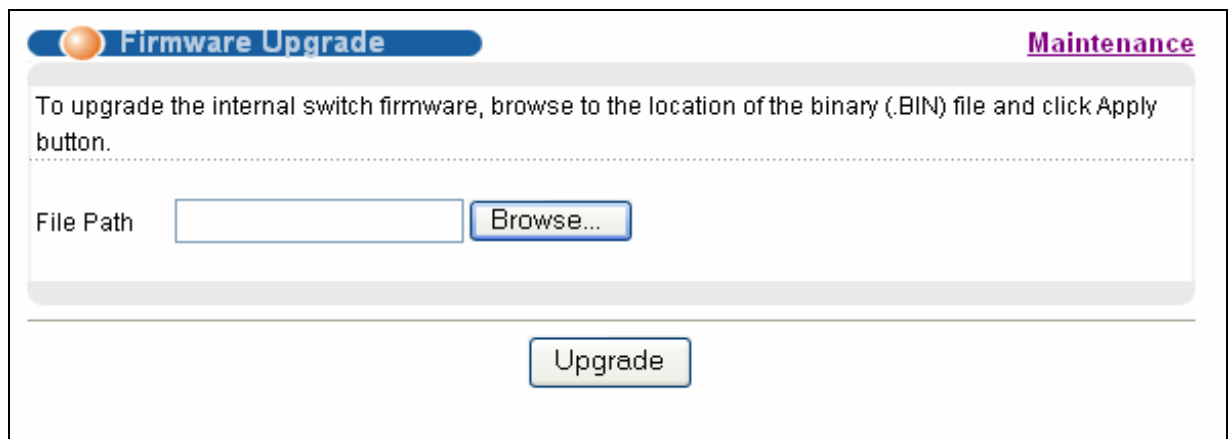 Firmware Upgrade
Maintenance
To upgrade the internal switch firmware, browse to the location of the binary (.BIN) file and click Apply
button.
File Path
Browse...
Upgrade